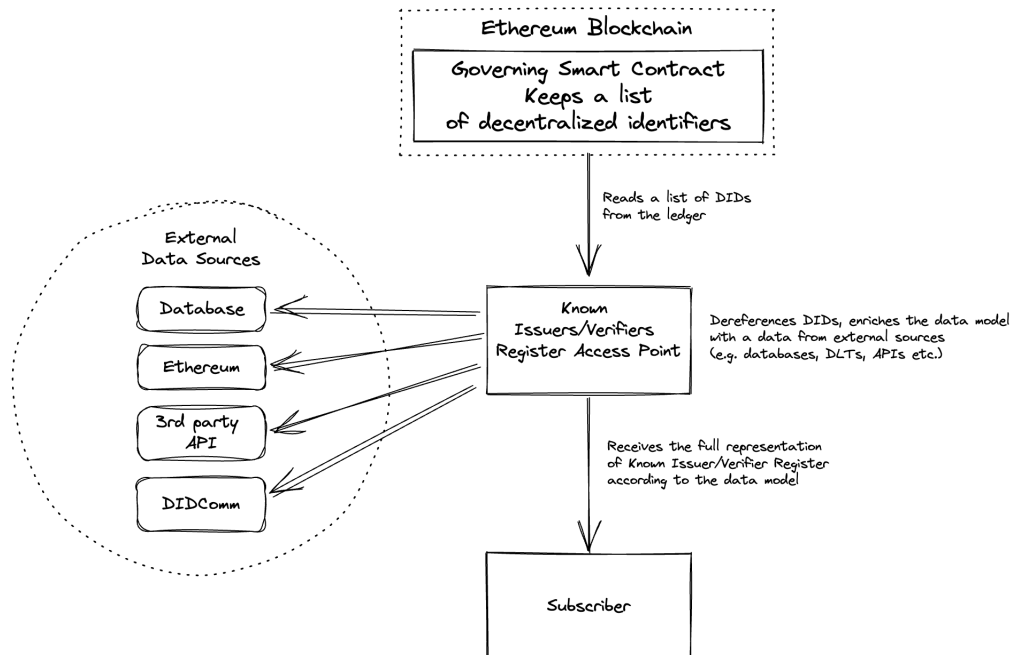 Ethereum Blockchain
Governing Smart Contract
Keeps a list
of decentralized identifiers
Reads a list of DIDs
from the ledger
External
Data Sources
Database
Ethereum
3rd party
API
DIDComm
Known
Issuers/Verifiers
Register Access Point
Dereferences DIDs, enriches the data model
with a data from external sources
(e.g. databases, DLTs, APIs etc.)
Receives the full representation
of Known Issuer/Verifier Register
according to the data model
Subscriber